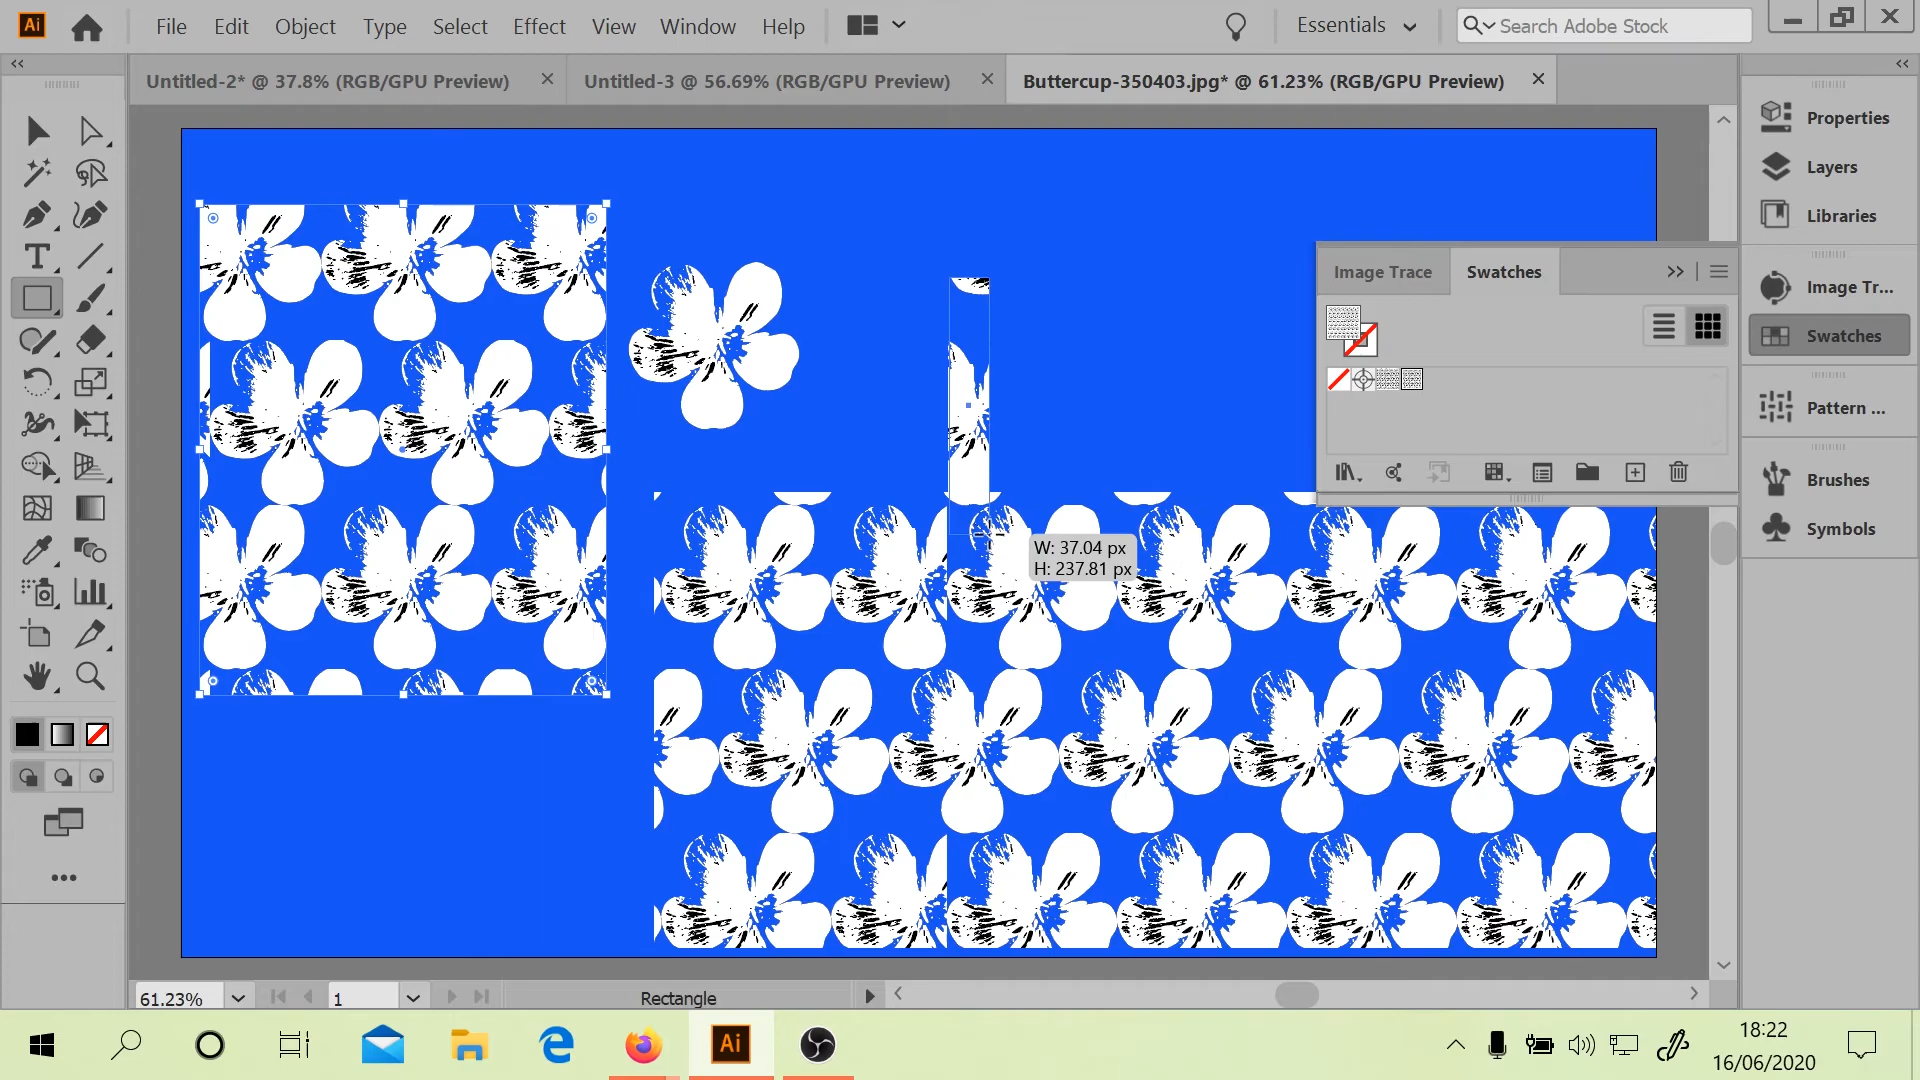 Ai File Edit Object Type Select Effect View Window Help Essentials Search Adobe Stock
Untitled-2* @ 37.8% (RGB/GPU Preview) Untitled-3 @ 56.69% (RGB/GPU Preview) Buttercup-350403.jpg* @ 61.23% (RGB/GPU Preview)
Properties
Layers
Libraries
Image Trace Swatches
Image Tr...
Swatches
Pattern ...
Brushes
Symbols
W: 37.04 px
H: 237.81 px
61.23% 1 Rectangle
Ai
18:22
16/06/2020